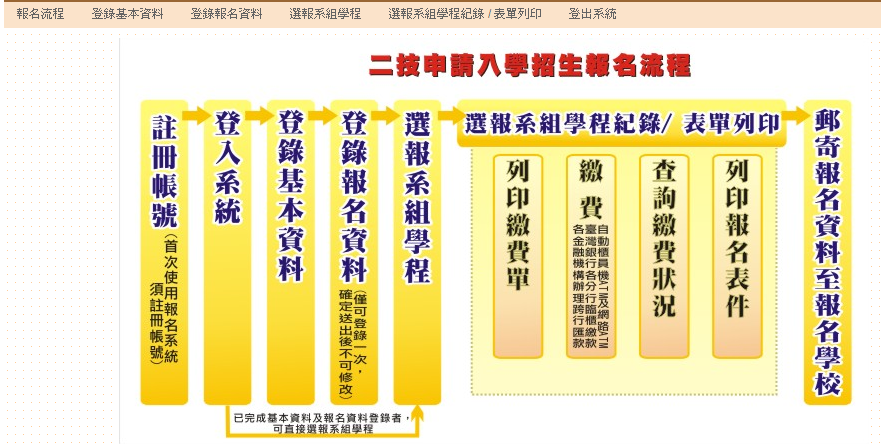 報名流程 登錄基本資料 登錄報名資料 選報系組學程 選報系組學程紀錄 / 表單列印 登出系統
二技申請入學招生報名流程
註冊帳號
(首次使用報名系統
須註冊帳號)
登入系統
登錄基本資料
登錄報名資料
(僅可登錄一次,
確定送出後不可修改)
選報系組學程
選報系組學程紀錄/ 表單列印
列印繳費單
繳費
自動櫃員機ATM及網路ATM
臺灣銀行各分行臨櫃繳款
各金融機構辦理跨行匯款
查詢繳費狀況
列印報名表件
郵寄報名資料至報名學校
已完成基本資料及報名資料登錄者,
可直接選報系組學程